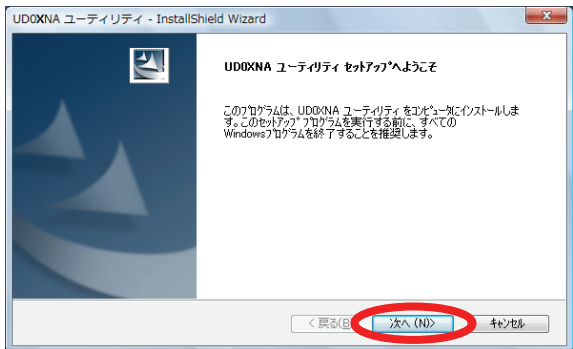 UD0XNA ユーティリティ - InstallShield Wizard
UD0XNA ユーティリティ セットアップへようこそ
このプログラムは、UD0XNA ユーティリティ をコンピュータにインストールしま
す。このセットアップ プログラムを実行する前に、すべての
Windowsプログラムを終了することを推奨します。
< 戻る(B
次へ (N)>
キャンセル